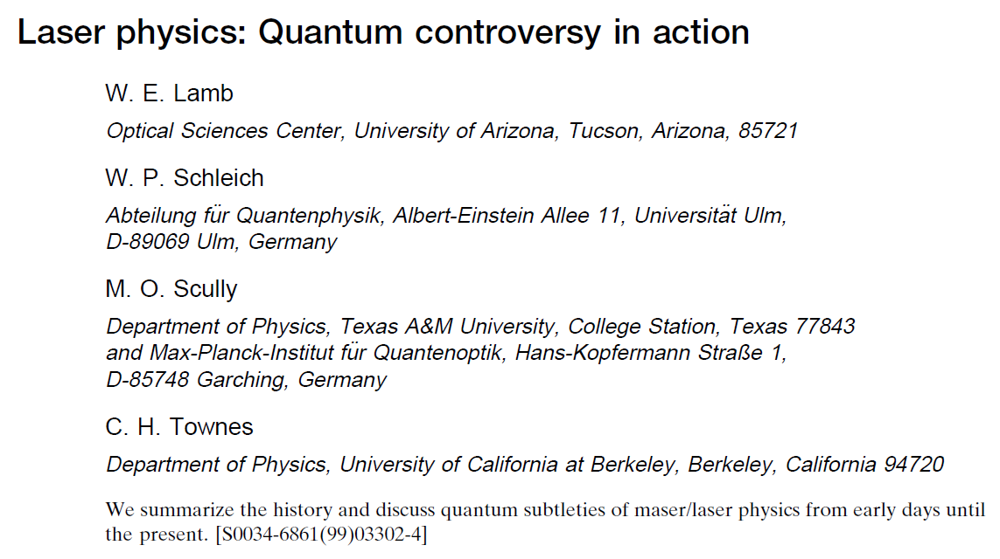 Laser physics: Quantum controversy in action
W. E. Lamb
Optical Sciences Center, University of Arizona, Tucson, Arizona, 85721
W. P. Schleich
Abteilung für Quantenphysik, Albert-Einstein Allee 11, Universität Ulm,
D-89069 Ulm, Germany
M. O. Scully
Department of Physics, Texas A&M University, College Station, Texas 77843
and Max-Planck-Institut für Quantenoptik, Hans-Kopfermann Straße 1,
D-85748 Garching, Germany
C. H. Townes
Department of Physics, University of California at Berkeley, Berkeley, California 94720
We summarize the history and discuss quantum subtleties of maser/laser physics from early days until
the present. [S0034-6861(99)03302-4]